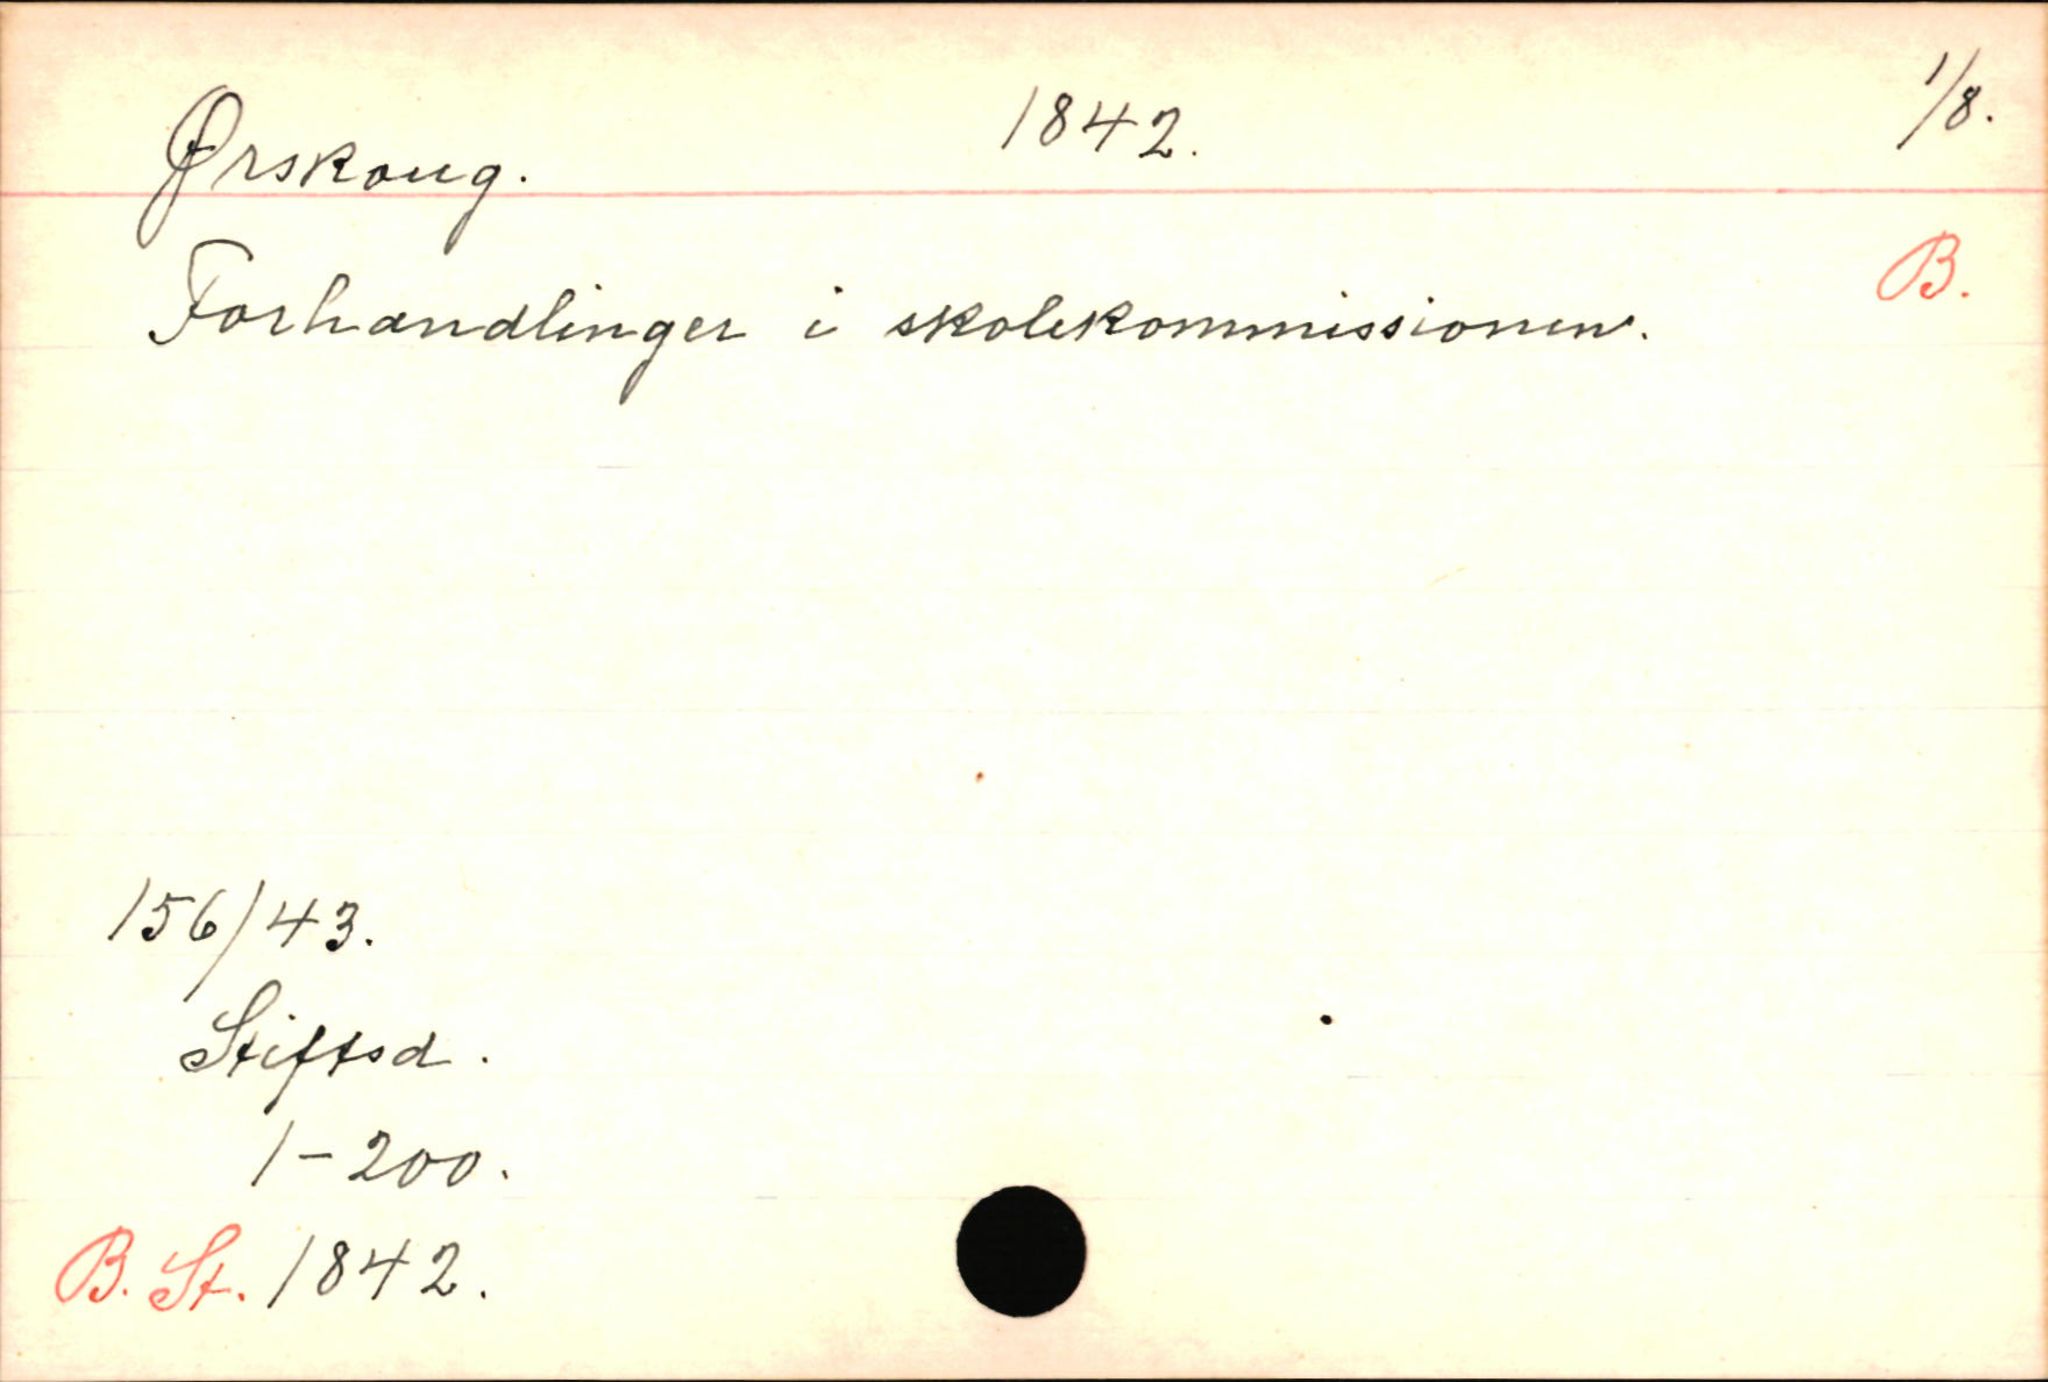 Ørskoug. 1842. 1/8.
B.
Forhandlinger i skolekommissionen.
156/43.
Stiftsd.
1-200.
B. St. 1842.